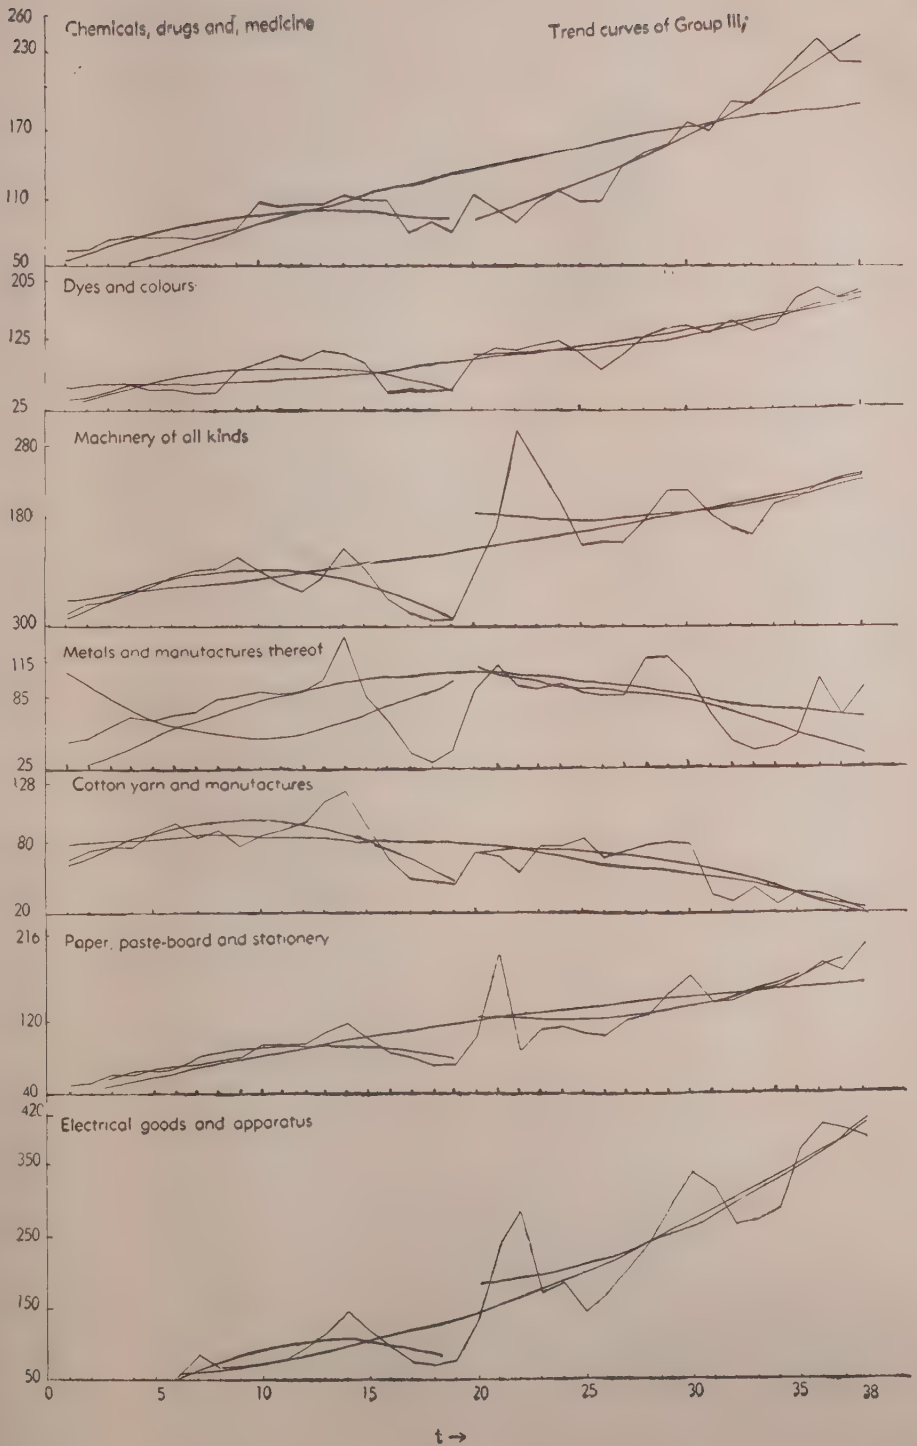 260
Chemicals, drugs and, medicine
Trend curves of Group III;
230
170
110
50
205
Dyes and colours
125
25
Machinery of all kinds
280
180
300
Metals and manufactures thereof
115
85
25
128
Cotton yarn and manufactures
80
20
216
Paper, paste-board and stationery
120
40
420
Electrical goods and apparatus
350
250
150
50
0 5 10 15 20 25 30 35 38
t →